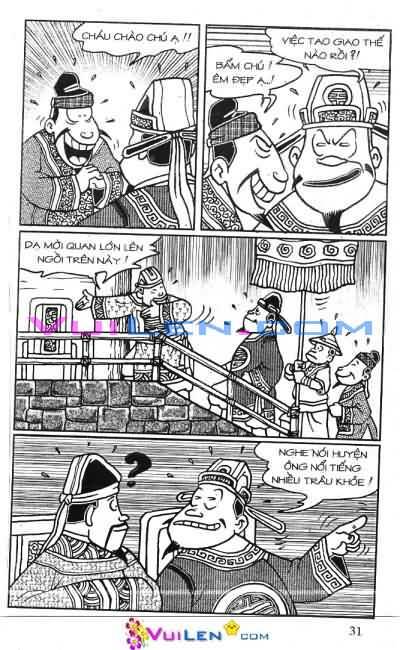 CHÁU CHÀO CHÚ Ạ!!
VIỆC TAO GIAO THẾ
NÀO RỒI?!
BẨM CHÚ!
ÊM ĐẸP Ạ...!
DẠ MỜI QUAN LỚN LÊN
NGỒI TRÊN NÀY!
VUILEN.COM
?
NGHE NÓI HUYỆN
ÔNG NỔI TIẾNG
NHIỀU TRÂU KHỎE!
31
VUILEN.COM